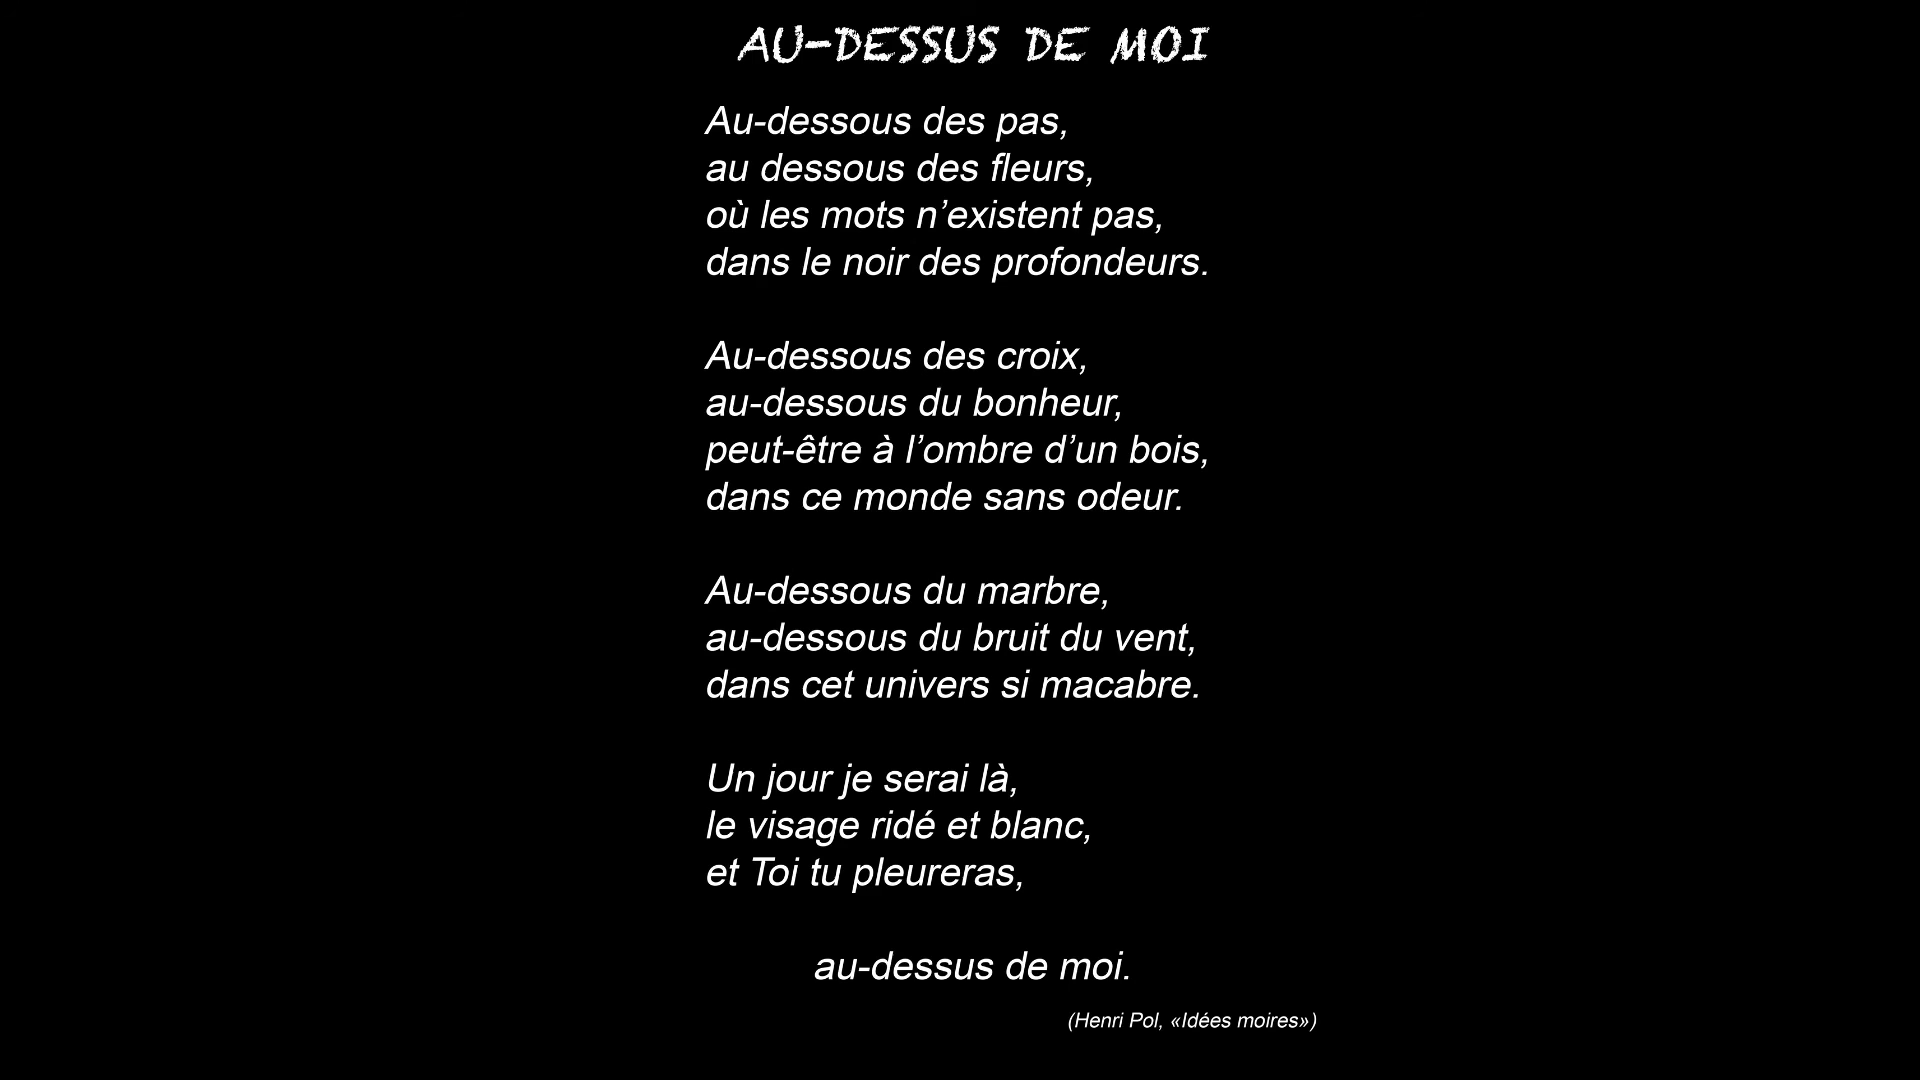 AU-DESSUS DE MOI
Au-dessous des pas,
au dessous des fleurs,
où les mots n’existent pas,
dans le noir des profondeurs.
Au-dessous des croix,
au-dessous du bonheur,
peut-être à l’ombre d’un bois,
dans ce monde sans odeur.
Au-dessous du marbre,
au-dessous du bruit du vent,
dans cet univers si macabre.
Un jour je serai là,
le visage ridé et blanc,
et Toi tu pleureras,
au-dessus de moi.
(Henri Pol, «Idées moires»)